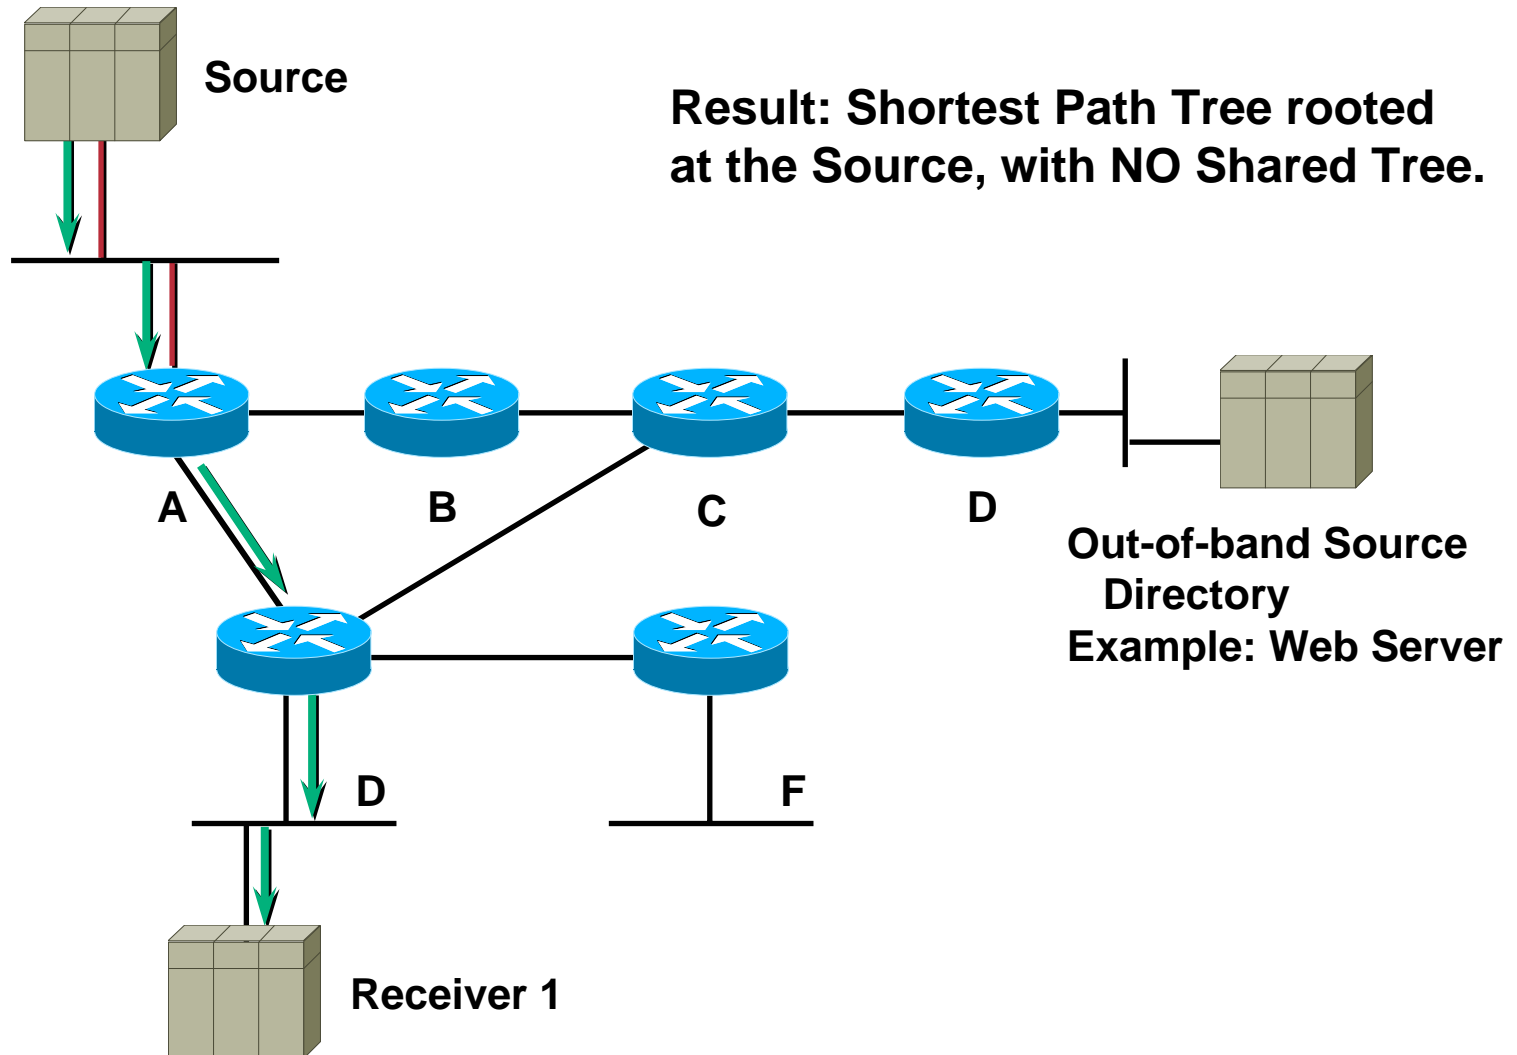 Source
Result: Shortest Path Tree rooted
at the Source, with NO Shared Tree.
A
B
C
D
Out-of-band Source
Directory
Example: Web Server
D
F
Receiver 1